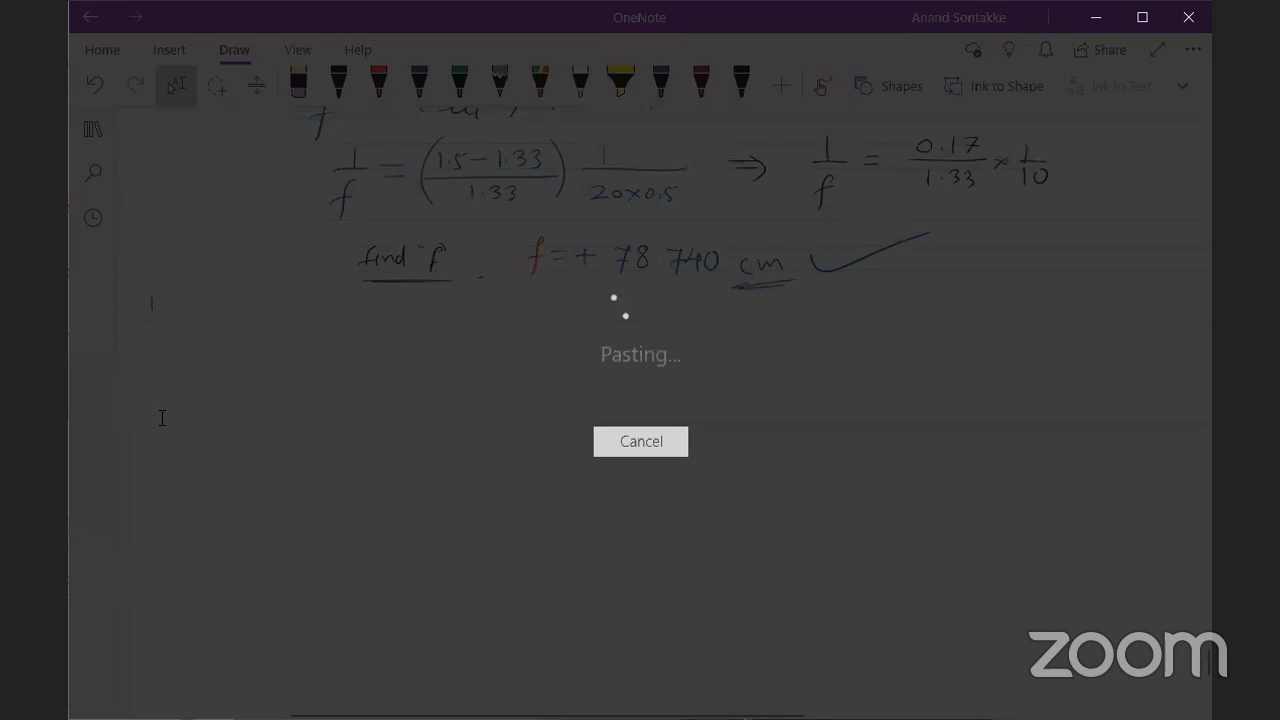 OneNote
Anand Sontakke
Home Insert Draw View Help
Share
Shapes Ink to Shape Ink to Text
f
1/f = ((1.5 - 1.33)/1.33) 1/(20×0.5) ⇒ 1/f = 0.17/1.33 × 1/10
find "f" . f = + 78 740 cm ✓
Pasting...
Cancel
zoom